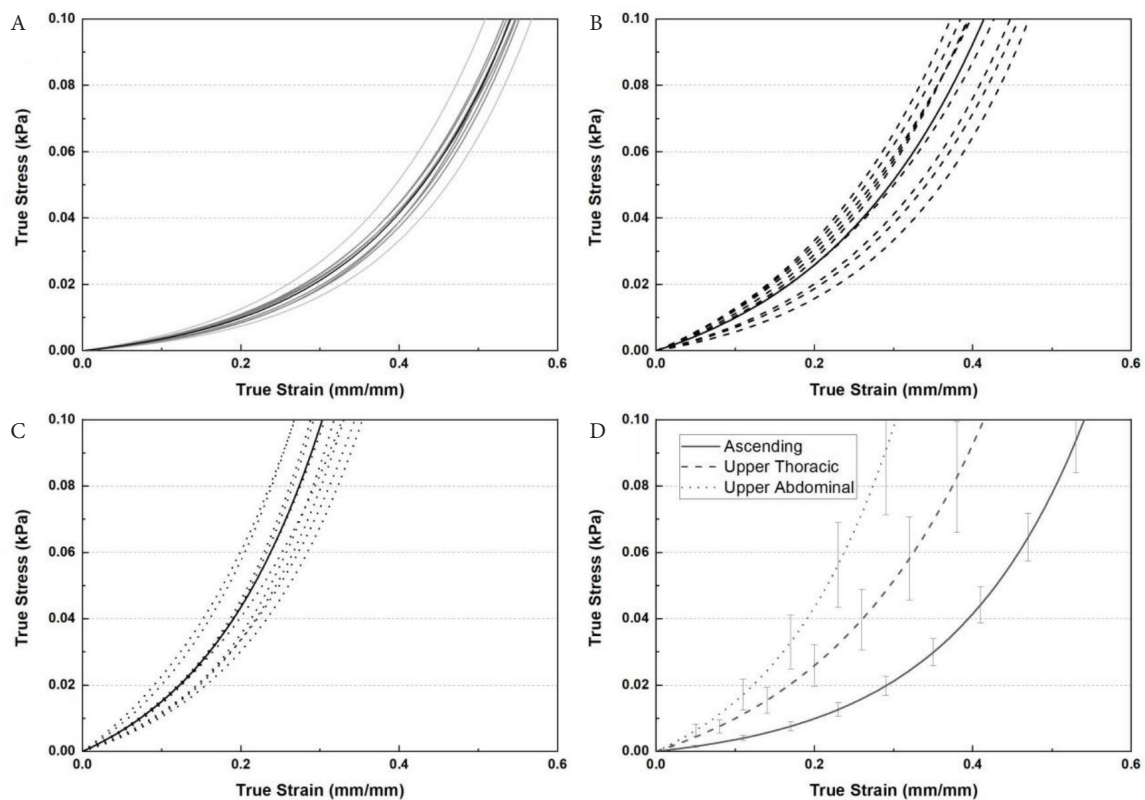 A
0.10
0.08
0.06
0.04
0.02
0.00
True Stress (kPa)
0.0 0.2 0.4 0.6
True Strain (mm/mm)
B
0.10
0.08
0.06
0.04
0.02
0.00
True Stress (kPa)
0.0 0.2 0.4 0.6
True Strain (mm/mm)
C
0.10
0.08
0.06
0.04
0.02
0.00
True Stress (kPa)
0.0 0.2 0.4 0.6
True Strain (mm/mm)
D
0.10
0.08
0.06
0.04
0.02
0.00
True Stress (kPa)
Ascending
Upper Thoracic
Upper Abdominal
0.0 0.2 0.4 0.6
True Strain (mm/mm)